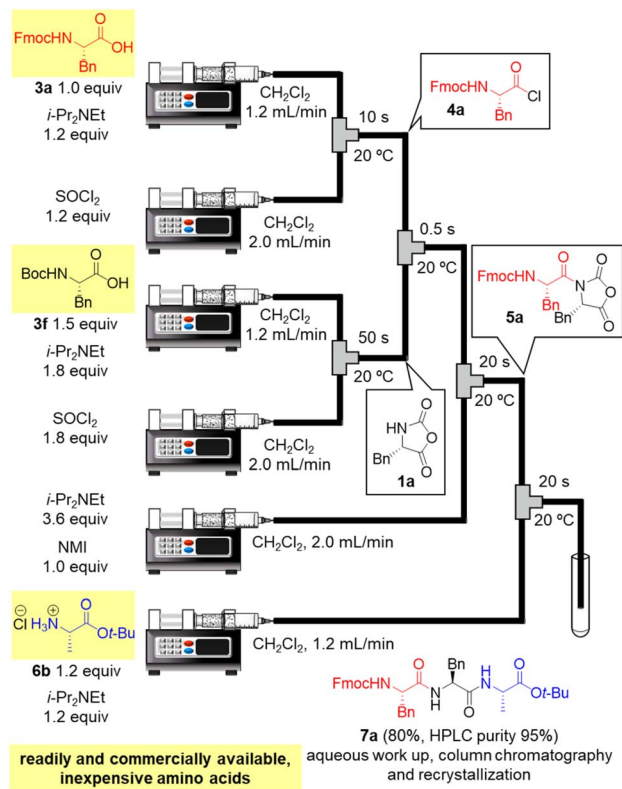 FmocHN
O
OH
Bn
3a 1.0 equiv
i-Pr₂NEt
1.2 equiv
CH₂Cl₂
1.2 mL/min
10 s
20 ºC
FmocHN
O
Cl
Bn
4a
SOCl₂
1.2 equiv
CH₂Cl₂
2.0 mL/min
0.5 s
20 ºC
BocHN
O
OH
Bn
3f 1.5 equiv
i-Pr₂NEt
1.8 equiv
CH₂Cl₂
1.2 mL/min
50 s
20 ºC
FmocHN
O
O
N
O
Bn
Bn
O
5a
SOCl₂
1.8 equiv
CH₂Cl₂
2.0 mL/min
O
HN
O
Bn
O
1a
20 s
20 ºC
i-Pr₂NEt
3.6 equiv
NMI
1.0 equiv
CH₂Cl₂, 2.0 mL/min
20 s
20 ºC
⊖
Cl
⊕
H₃N
O
Ot-Bu
6b 1.2 equiv
i-Pr₂NEt
1.2 equiv
CH₂Cl₂, 1.2 mL/min
FmocHN
O
Bn
N
H
Bn
O
H
N
O
Ot-Bu
7a (80%, HPLC purity 95%)
aqueous work up, column chromatography
and recrystallization
readily and commercially available,
inexpensive amino acids